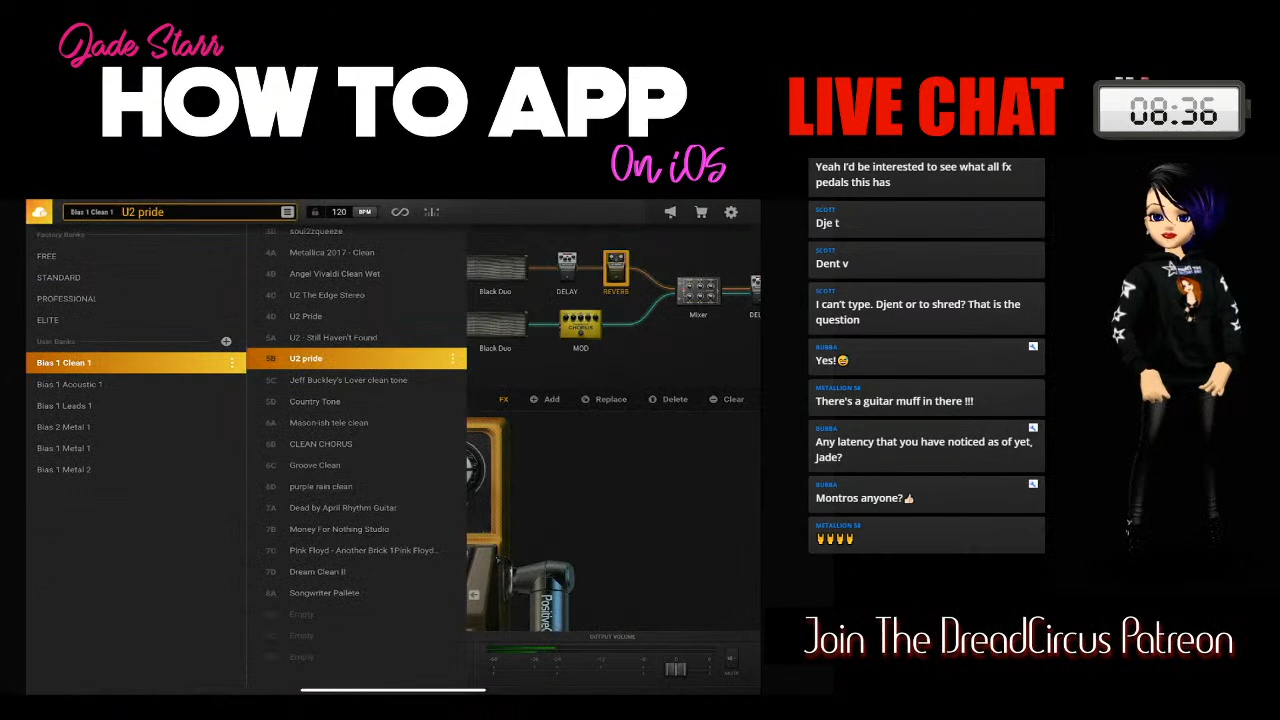 Jade Starr
HOW TO APP
On iOS
LIVE CHAT
08:36
Bias 1 Clean 1
U2 pride
120
BPM
Factory Banks
FREE
STANDARD
PROFESSIONAL
ELITE
User Banks
Bias 1 Clean 1
Bias 1 Acoustic 1
Bias 1 Leads 1
Bias 2 Metal 1
Bias 1 Metal 1
Bias 1 Metal 2
3D soul2zqueeze
4A Metallica 2017 - Clean
4B Angel Vivaldi Clean Wet
4C U2 The Edge Stereo
4D U2 Pride
5A U2 - Still Haven't Found
5B U2 pride
5C Jeff Buckley's Lover clean tone
5D Country Tone
6A Mason-ish tele clean
6B CLEAN CHORUS
6C Groove Clean
6D purple rain clean
7A Dead by April Rhythm Guitar
7B Money For Nothing Studio
7C Pink Floyd - Another Brick 1Pink Floyd...
7D Dream Clean II
8A Songwriter Pallete
Empty
Empty
Empty
Black Duo
DELAY
REVERB
Mixer
DEL
Black Duo
CHORUS
MOD
FX
Add
Replace
Delete
Clear
OUTPUT VOLUME
MUTE
Yeah I'd be interested to see what all fx
pedals this has
SCOTT
Dje t
SCOTT
Dent v
SCOTT
I can't type. Djent or to shred? That is the
question
BUBBA
Yes!😄
METALLION 58
There's a guitar muff in there !!!
BUBBA
Any latency that you have noticed as of yet,
Jade?
BUBBA
Montros anyone?👍🏻
METALLION 58
🤘🤘🤘🤘
Join The DreadCircus Patreon